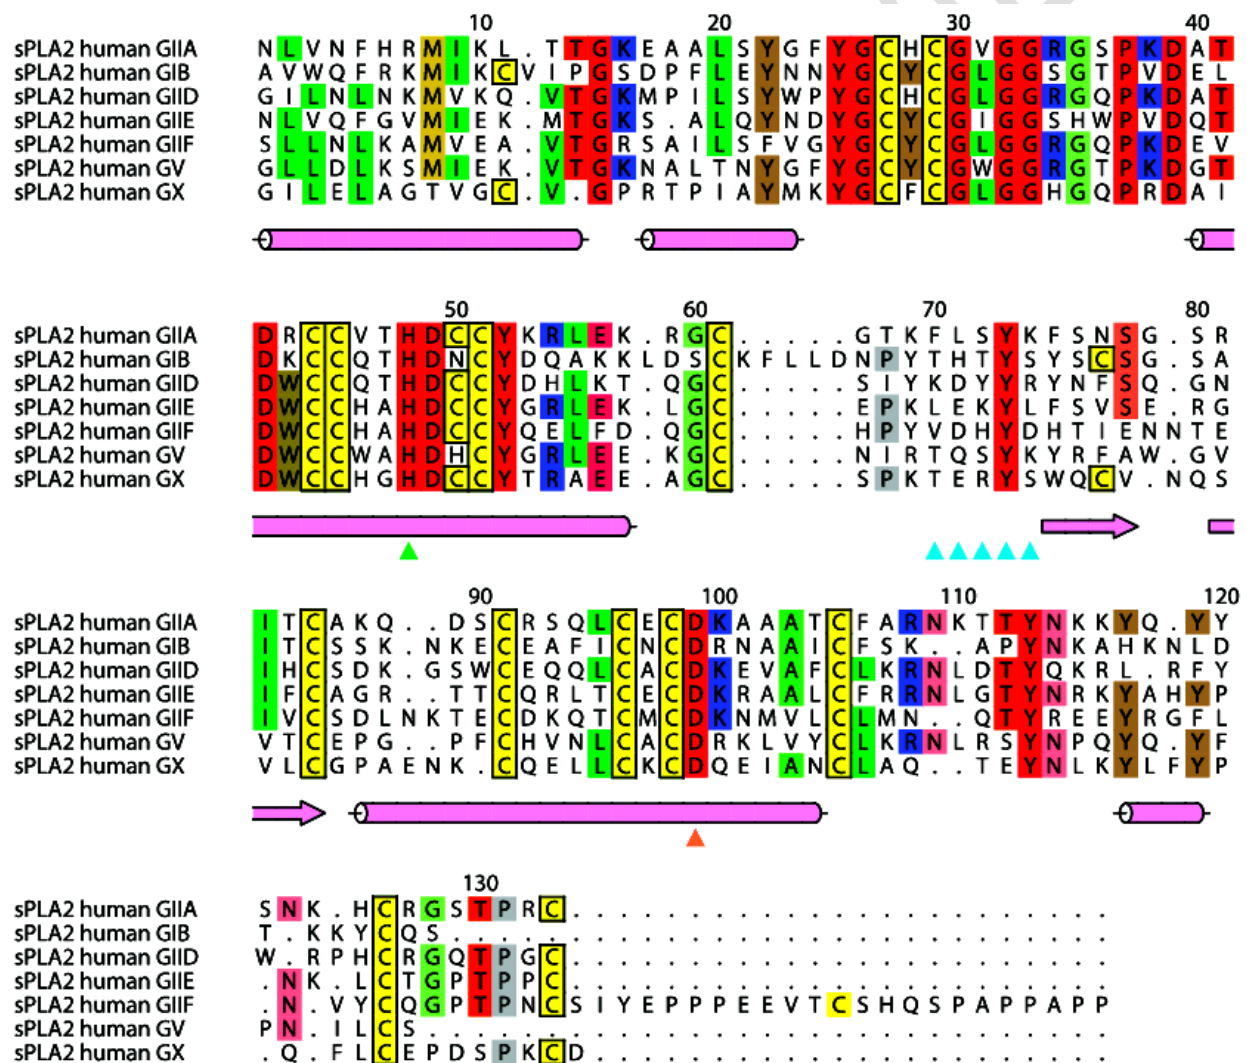 10 20 30 40
sPLA2 human GIIA N L V N F H R M I K L . T T G K E A A L S Y G F Y G C H C G V G G R G S P K D A T
sPLA2 human GIB A V W Q F R K M I K C V I P G S D P F L E Y N N Y G C Y C G L G G S G T P V D E L
sPLA2 human GIID G I L N L N K M V K Q . V T G K M P I L S Y W P Y G C H C G L G G R G Q P K D A T
sPLA2 human GIIE N L V Q F G V M I E K . M T G K S . A L Q Y N D Y G C Y C G I G G S H W P V D Q T
sPLA2 human GIIF S L L N L K A M V E A . V T G R S A I L S F V G Y G C Y C G L G G R G Q P K D E V
sPLA2 human GV G L L D L K S M I E K . V T G K N A L T N Y G F Y G C Y C G W G G R G T P K D G T
sPLA2 human GX G I L E L A G T V G C . V . G P R T P I A Y M K Y G C F C G L G G H G Q P R D A I
50 60 70 80
sPLA2 human GIIA D R C C V T H D C C Y K R L E K . R G C . . . . . G T K F L S Y K F S N S G . S R
sPLA2 human GIB D K C C Q T H D N C Y D Q A K K L D S C K F L L D N P Y T H T Y S Y S C S G . S A
sPLA2 human GIID D W C C Q T H D C C Y D H L K T . Q G C . . . . . S I Y K D Y Y R Y N F S Q . G N
sPLA2 human GIIE D W C C H A H D C C Y G R L E K . L G C . . . . . E P K L E K Y L F S V S E . R G
sPLA2 human GIIF D W C C H A H D C C Y Q E L F D . Q G C . . . . . H P Y V D H Y D H T I E N N T E
sPLA2 human GV D W C C W A H D H C Y G R L E E . K G C . . . . . N I R T Q S Y K Y R F A W . G V
sPLA2 human GX D W C C H G H D C C Y T R A E E . A G C . . . . . S P K T E R Y S W Q C V . N Q S
90 100 110 120
sPLA2 human GIIA I T C A K Q . . D S C R S Q L C E C D K A A A T C F A R N K T T Y N K K Y Q . Y Y
sPLA2 human GIB I T C S S K . N K E C E A F I C N C D R N A A I C F S K . . A P Y N K A H K N L D
sPLA2 human GIID I H C S D K . G S W C E Q Q L C A C D K E V A F C L K R N L D T Y Q K R L . R F Y
sPLA2 human GIIE I F C A G R . . T T C Q R L T C E C D K R A A L C F R R N L G T Y N R K Y A H Y P
sPLA2 human GIIF I V C S D L N K T E C D K Q T C M C D K N M V L C L M N . . Q T Y R E E Y R G F L
sPLA2 human GV V T C E P G . . P F C H V N L C A C D R K L V Y C L K R N L R S Y N P Q Y Q . Y F
sPLA2 human GX V L C G P A E N K . C Q E L L C K C D Q E I A N C L A Q . . T E Y N L K Y L F Y P
130
sPLA2 human GIIA S N K . H C R G S T P R C . . . . . . . . . . . . . . . . . . . . . . .
sPLA2 human GIB T . K K Y C Q S . . . . . . . . . . . . . . . . . . . . . . . . . . . .
sPLA2 human GIID W . R P H C R G Q T P G C . . . . . . . . . . . . . . . . . . . . . . .
sPLA2 human GIIE . N K . L C T G P T P P C . . . . . . . . . . . . . . . . . . . . . . .
sPLA2 human GIIF . N . V Y C Q G P T P N C S I Y E P P P E E V T C S H Q S P A P P A P P
sPLA2 human GV P N . I L C S . . . . . . . . . . . . . . . . . . . . . . . . . . . . .
sPLA2 human GX . Q . F L C E P D S P K C D . . . . . . . . . . . . . . . . . . . . . .